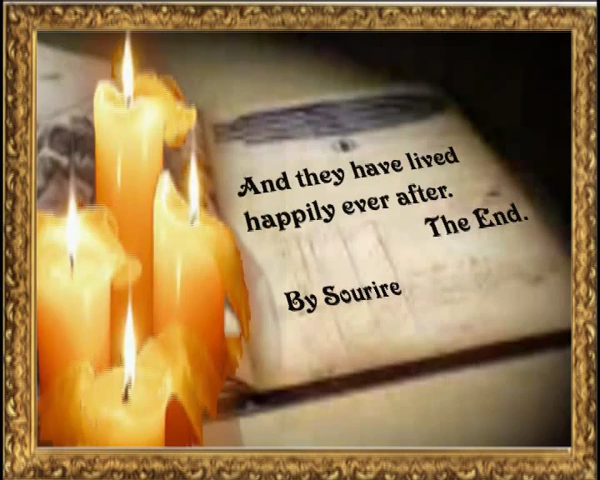 And they have lived
happily ever after.
The End.
By Sourire